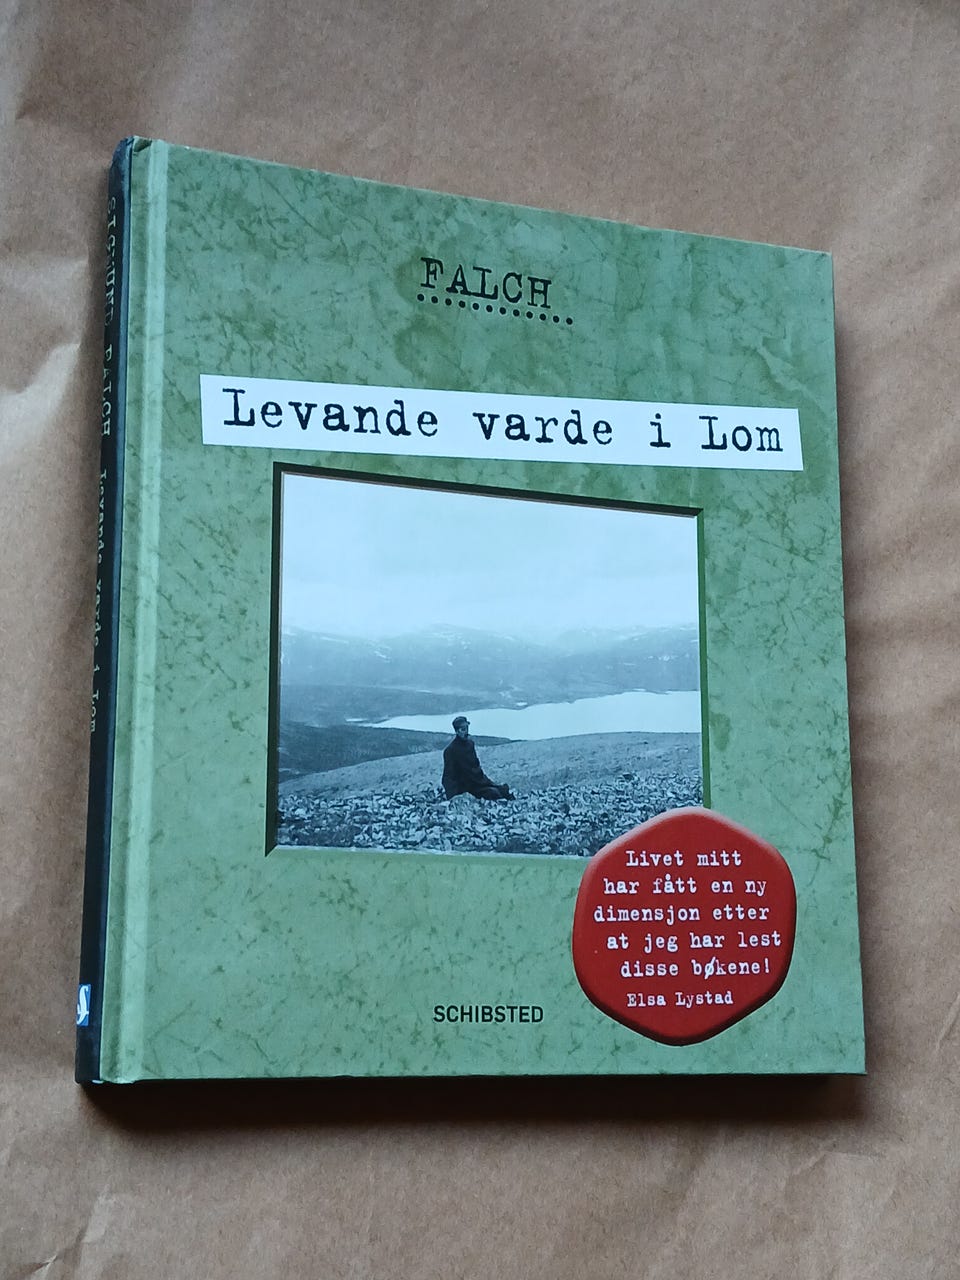 FALCH
Levande varde i Lom
Livet mitt
har fått en ny
dimensjon etter
at jeg har lest
disse bøkene!
Elsa Lystad
SCHIBSTED
SIGMUND FALCH Levande varde i Lom
S